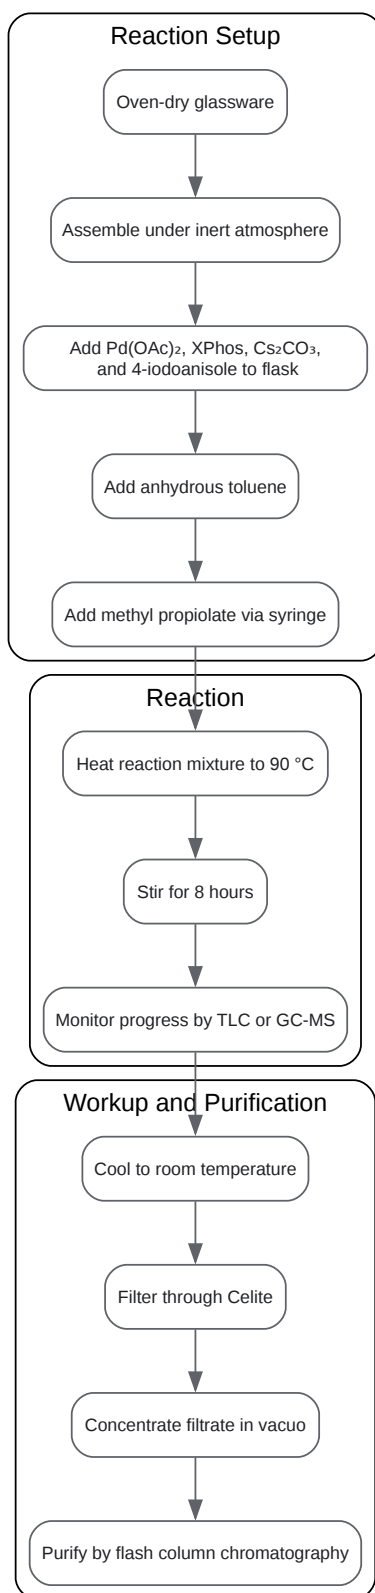 Reaction Setup
Oven-dry glassware
Assemble under inert atmosphere
Add Pd(OAc)₂, XPhos, Cs₂CO₃,
and 4-iodoanisole to flask
Add anhydrous toluene
Add methyl propiolate via syringe
Reaction
Heat reaction mixture to 90 °C
Stir for 8 hours
Monitor progress by TLC or GC-MS
Workup and Purification
Cool to room temperature
Filter through Celite
Concentrate filtrate in vacuo
Purify by flash column chromatography